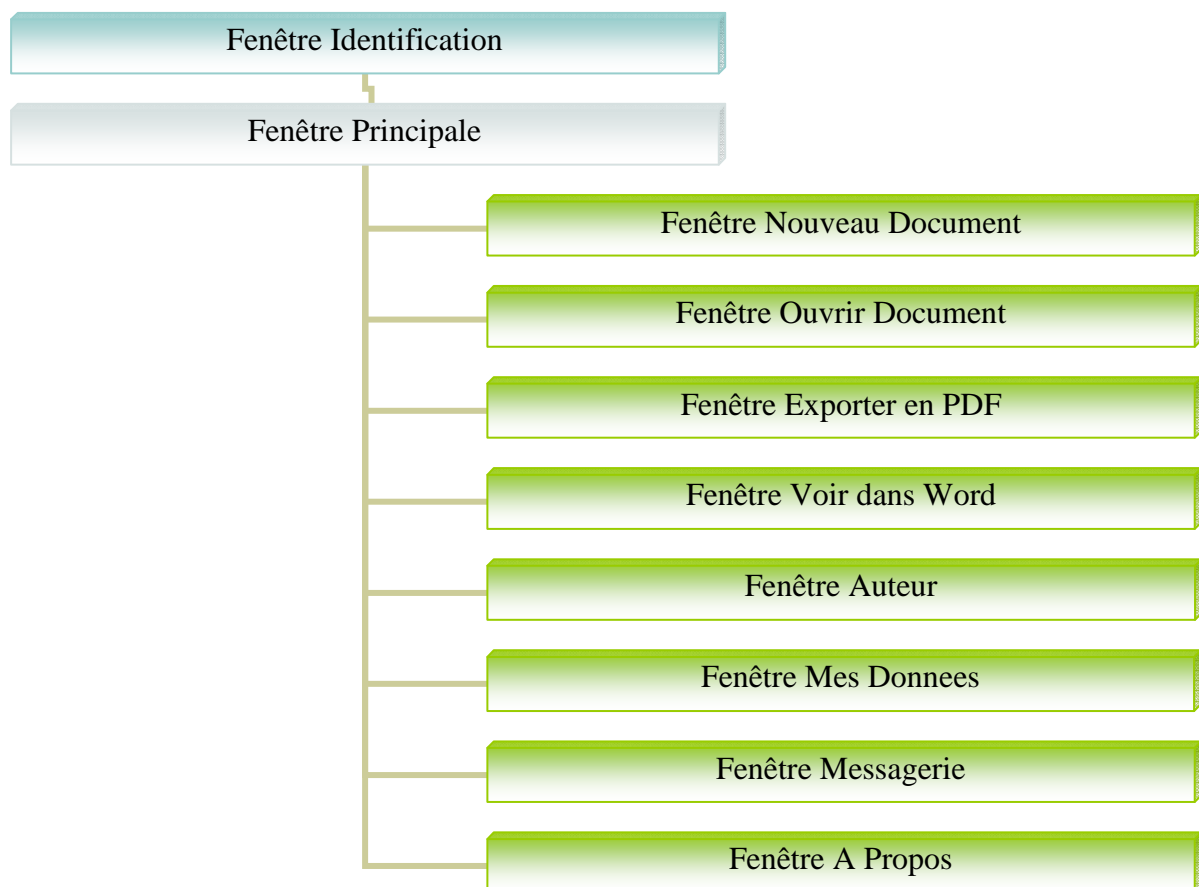 Fenêtre Identification
Fenêtre Principale
Fenêtre Nouveau Document
Fenêtre Ouvrir Document
Fenêtre Exporter en PDF
Fenêtre Voir dans Word
Fenêtre Auteur
Fenêtre Mes Donnees
Fenêtre Messagerie
Fenêtre A Propos